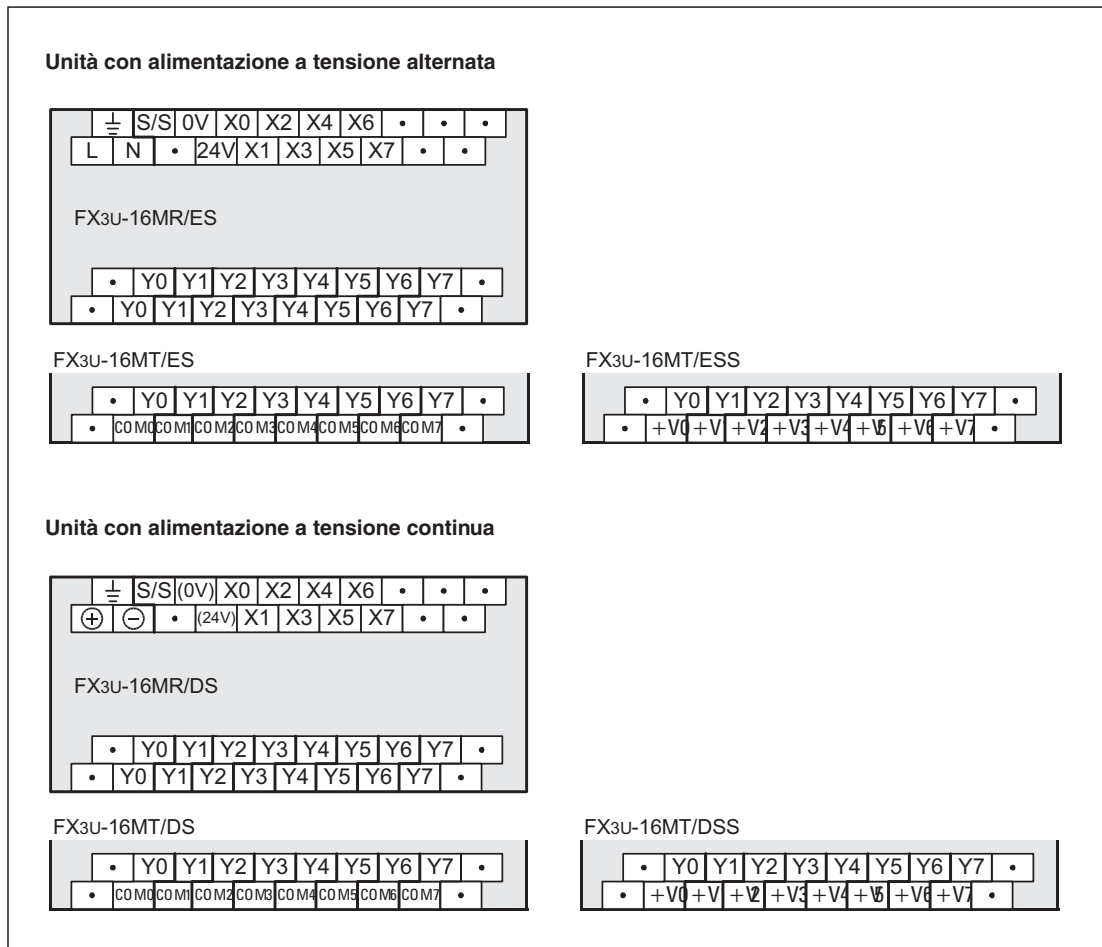 Unità con alimentazione a tensione alternata
⏚ S/S 0V X0 X2 X4 X6 • • •
L N • 24V X1 X3 X5 X7 • •
FX3U-16MR/ES
• Y0 Y1 Y2 Y3 Y4 Y5 Y6 Y7 •
• Y0 Y1 Y2 Y3 Y4 Y5 Y6 Y7 •
FX3U-16MT/ES
• Y0 Y1 Y2 Y3 Y4 Y5 Y6 Y7 •
• COM0 COM1 COM2 COM3 COM4 COM5 COM6 COM7 •
FX3U-16MT/ESS
• Y0 Y1 Y2 Y3 Y4 Y5 Y6 Y7 •
• +V0 +V1 +V2 +V3 +V4 +V5 +V6 +V7 •
Unità con alimentazione a tensione continua
⏚ S/S (0V) X0 X2 X4 X6 • • •
⊕ ⊖ • (24V) X1 X3 X5 X7 • •
FX3U-16MR/DS
• Y0 Y1 Y2 Y3 Y4 Y5 Y6 Y7 •
• Y0 Y1 Y2 Y3 Y4 Y5 Y6 Y7 •
FX3U-16MT/DS
• Y0 Y1 Y2 Y3 Y4 Y5 Y6 Y7 •
• COM0 COM1 COM2 COM3 COM4 COM5 COM6 COM7 •
FX3U-16MT/DSS
• Y0 Y1 Y2 Y3 Y4 Y5 Y6 Y7 •
• +V0 +V +V2 +V3 +V4 +V5 +V6 +V7 •